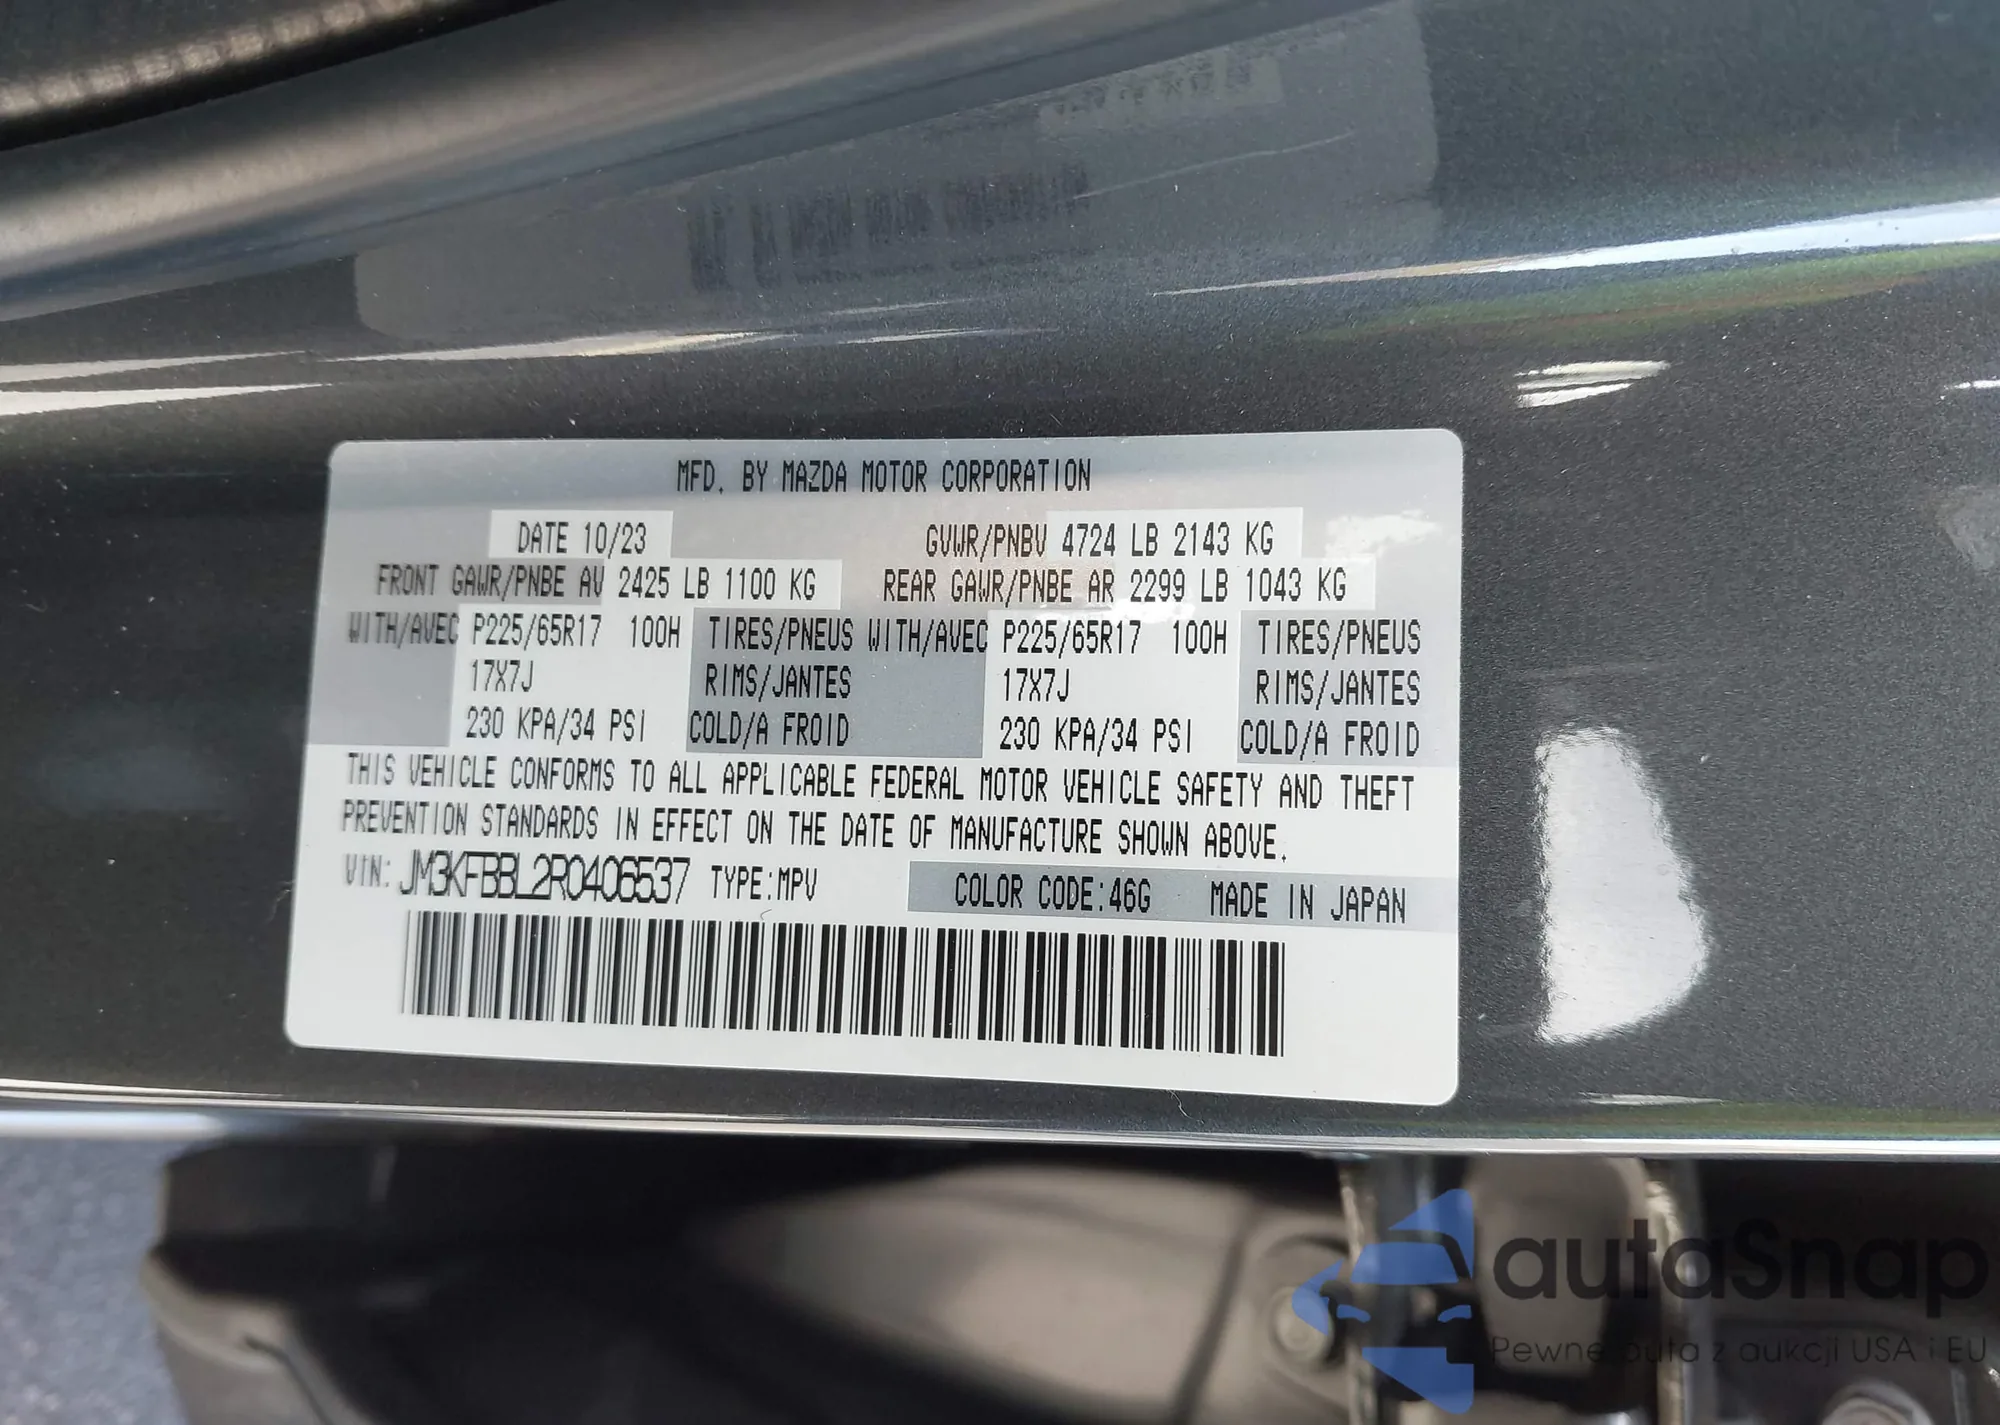 MFD. BY MAZDA MOTOR CORPORATION
DATE 10/23 GVWR/PNBV 4724 LB 2143 KG
FRONT GAWR/PNBE AV 2425 LB 1100 KG REAR GAWR/PNBE AR 2299 LB 1043 KG
WITH/AVEC P225/65R17 100H TIRES/PNEUS WITH/AVEC P225/65R17 100H TIRES/PNEUS
17X7J RIMS/JANTES 17X7J RIMS/JANTES
230 KPA/34 PSI COLD/A FROID 230 KPA/34 PSI COLD/A FROID
THIS VEHICLE CONFORMS TO ALL APPLICABLE FEDERAL MOTOR VEHICLE SAFETY AND THEFT
PREVENTION STANDARDS IN EFFECT ON THE DATE OF MANUFACTURE SHOWN ABOVE.
VIN: JM3KFBBL2R0406537 TYPE:MPV COLOR CODE:46G MADE IN JAPAN
autaSnap
Pewne auta z aukcji USA i EU